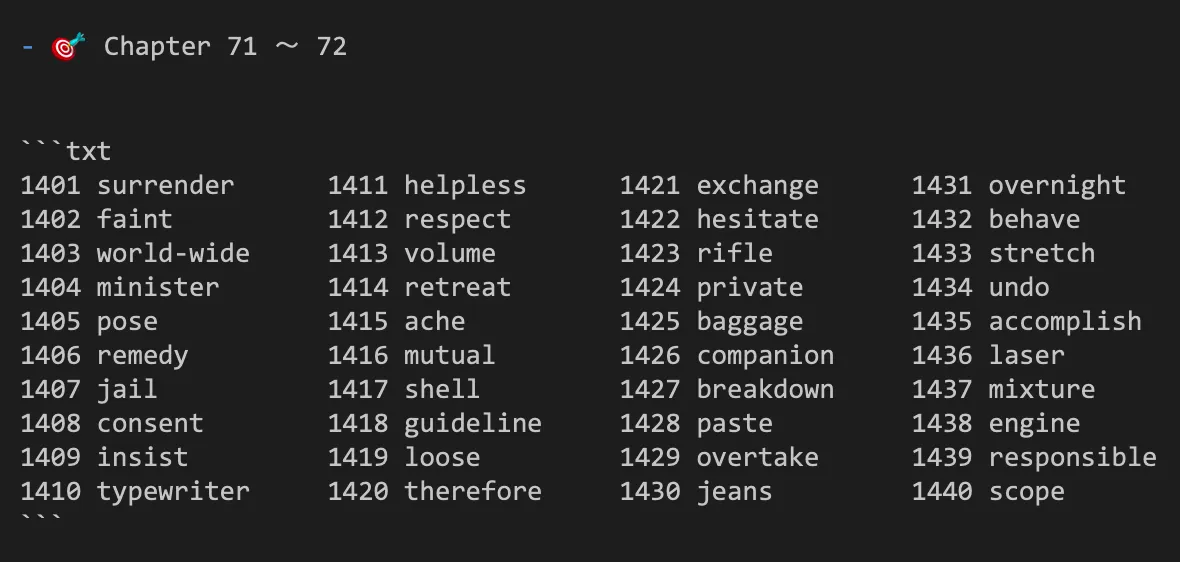 - 🎯 Chapter 71 ～ 72
```txt
1401 surrender      1411 helpless      1421 exchange      1431 overnight
1402 faint          1412 respect       1422 hesitate      1432 behave
1403 world-wide     1413 volume        1423 rifle         1433 stretch
1404 minister       1414 retreat       1424 private       1434 undo
1405 pose           1415 ache          1425 baggage       1435 accomplish
1406 remedy         1416 mutual        1426 companion     1436 laser
1407 jail           1417 shell         1427 breakdown     1437 mixture
1408 consent        1418 guideline     1428 paste         1438 engine
1409 insist         1419 loose         1429 overtake      1439 responsible
1410 typewriter     1420 therefore     1430 jeans         1440 scope
```